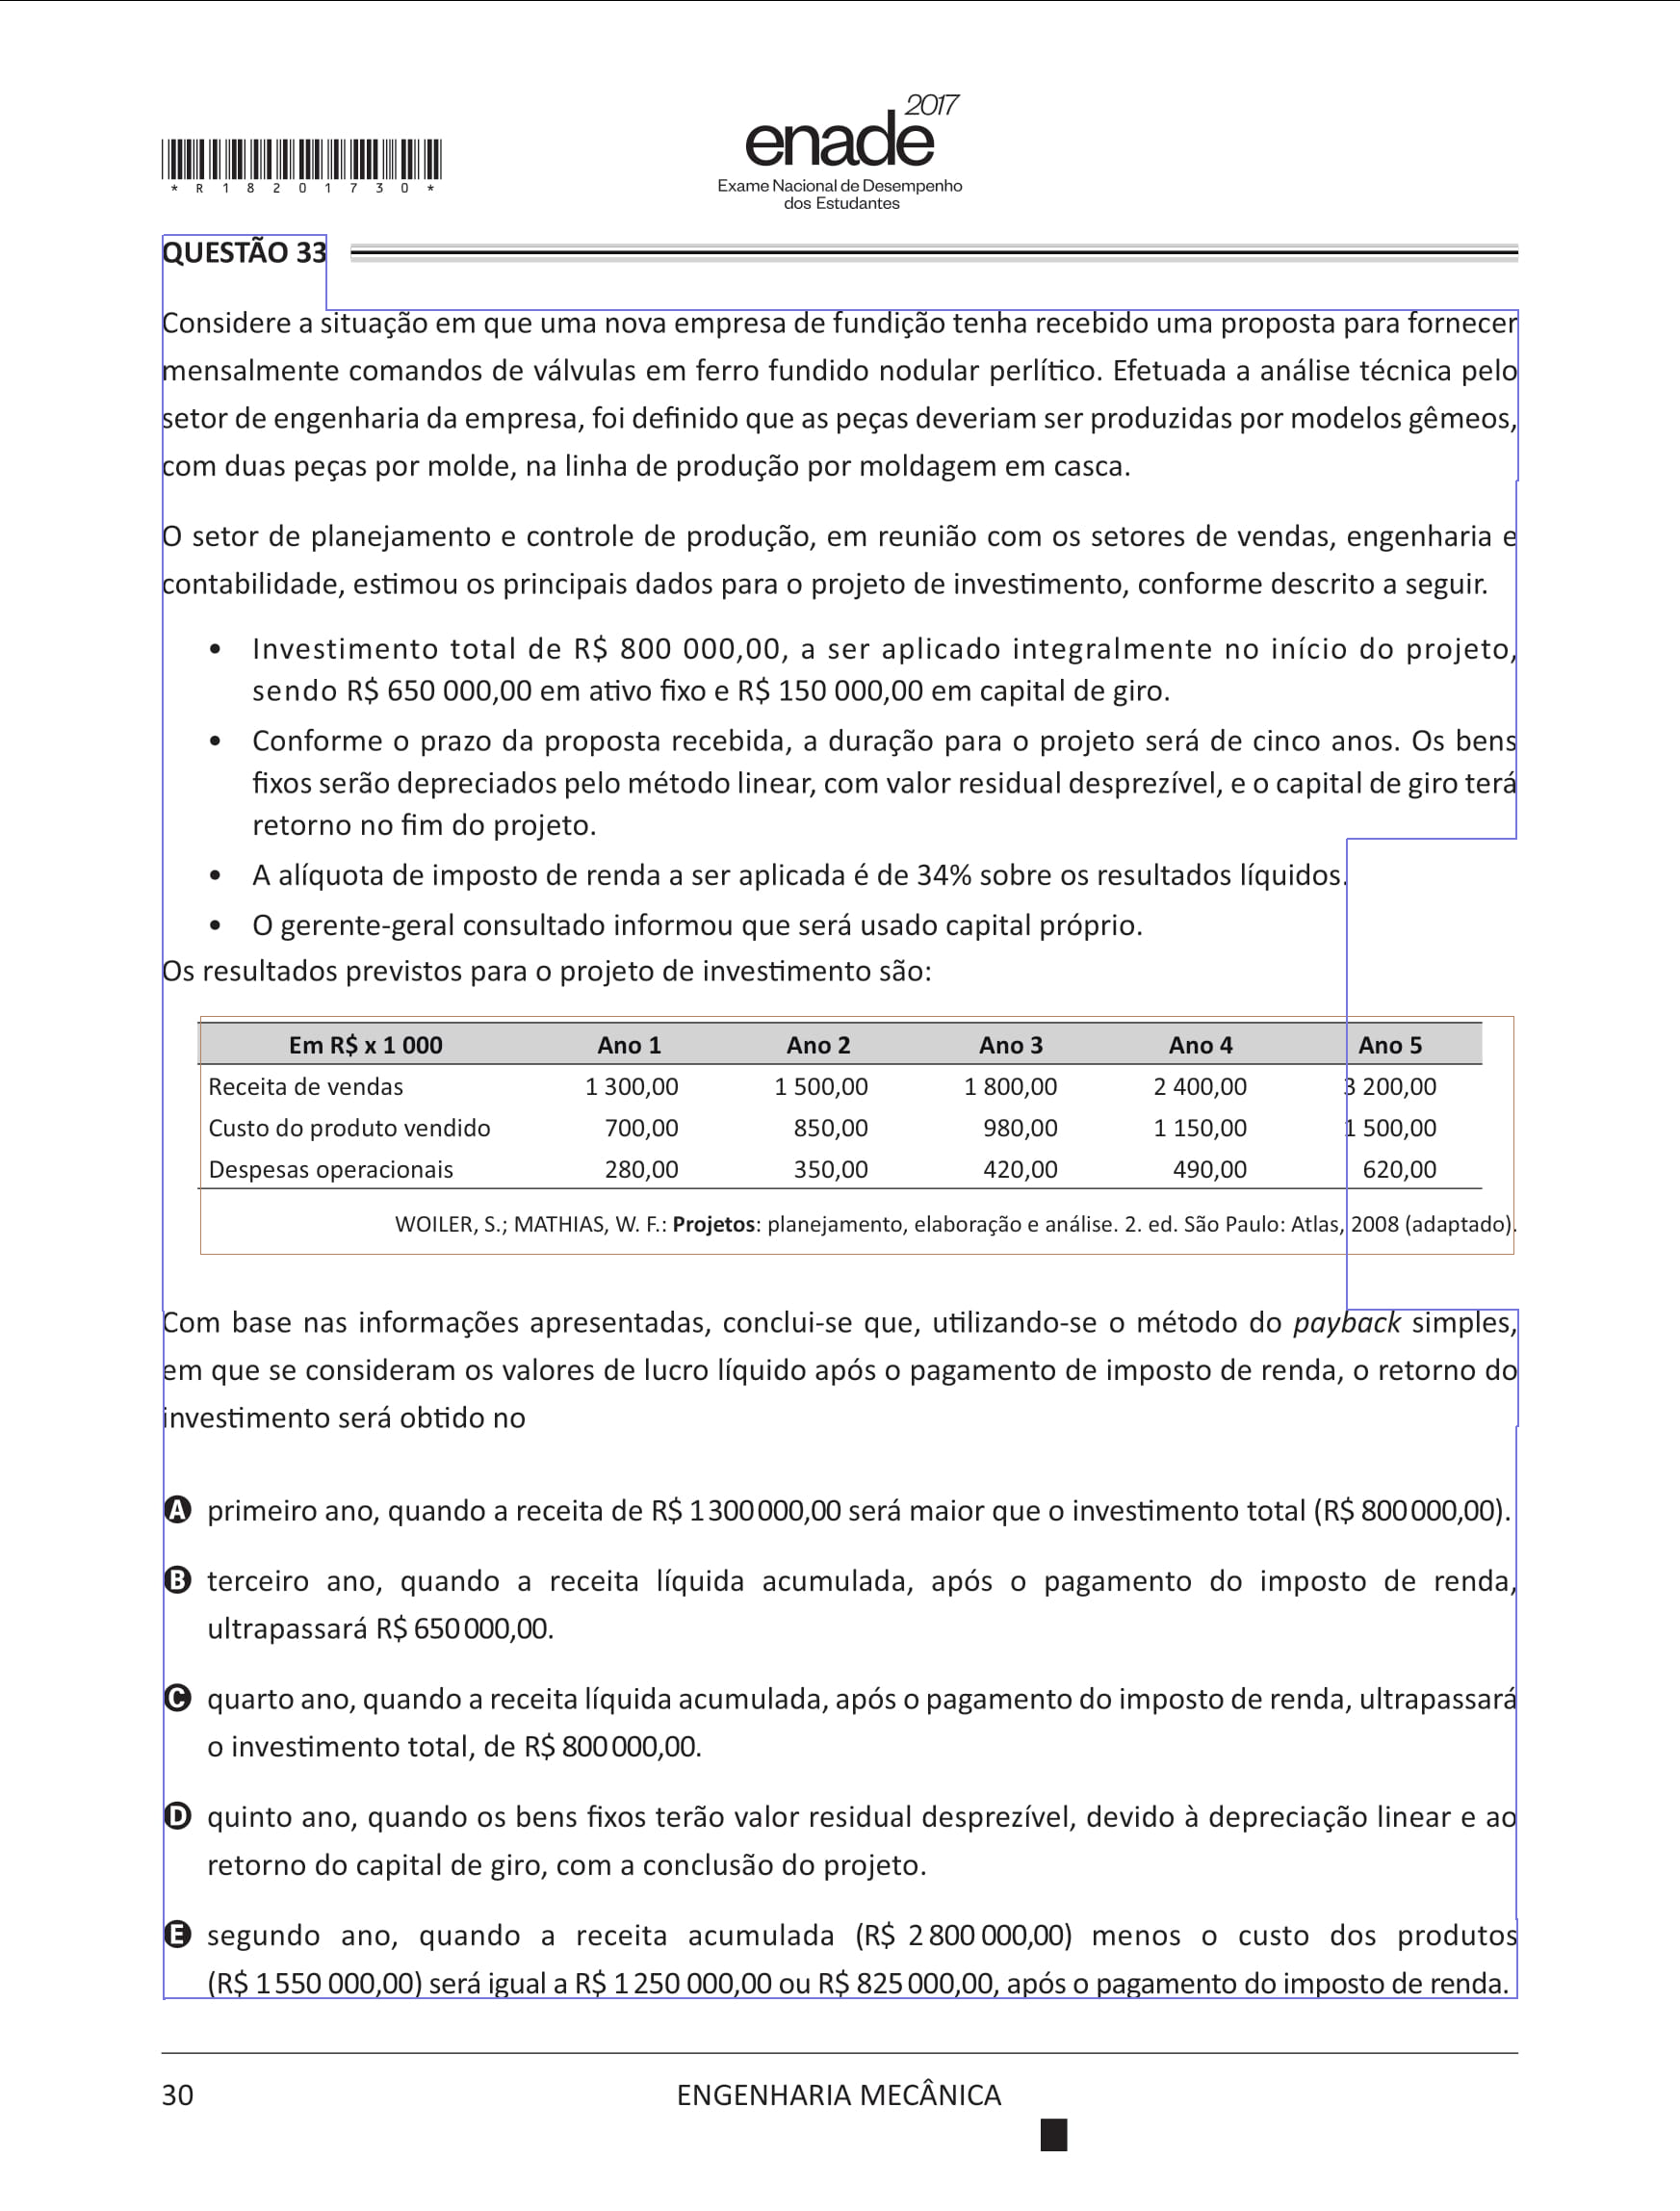 2017
enade
Exame Nacional de Desempenho
dos Estudantes
* R 1 8 2 0 1 7 3 0 *
QUESTÃO 33
Considere a situação em que uma nova empresa de fundição tenha recebido uma proposta para fornecer
mensalmente comandos de válvulas em ferro fundido nodular perlítico. Efetuada a análise técnica pelo
setor de engenharia da empresa, foi definido que as peças deveriam ser produzidas por modelos gêmeos,
com duas peças por molde, na linha de produção por moldagem em casca.
O setor de planejamento e controle de produção, em reunião com os setores de vendas, engenharia e
contabilidade, estimou os principais dados para o projeto de investimento, conforme descrito a seguir.
• Investimento total de R$ 800 000,00, a ser aplicado integralmente no início do projeto,
sendo R$ 650 000,00 em ativo fixo e R$ 150 000,00 em capital de giro.
• Conforme o prazo da proposta recebida, a duração para o projeto será de cinco anos. Os bens
fixos serão depreciados pelo método linear, com valor residual desprezível, e o capital de giro terá
retorno no fim do projeto.
• A alíquota de imposto de renda a ser aplicada é de 34% sobre os resultados líquidos.
• O gerente-geral consultado informou que será usado capital próprio.
Os resultados previstos para o projeto de investimento são:
Em R$ x 1 000 Ano 1 Ano 2 Ano 3 Ano 4 Ano 5
Receita de vendas 1 300,00 1 500,00 1 800,00 2 400,00 3 200,00
Custo do produto vendido 700,00 850,00 980,00 1 150,00 1 500,00
Despesas operacionais 280,00 350,00 420,00 490,00 620,00
WOILER, S.; MATHIAS, W. F.: Projetos: planejamento, elaboração e análise. 2. ed. São Paulo: Atlas, 2008 (adaptado).
Com base nas informações apresentadas, conclui-se que, utilizando-se o método do payback simples,
em que se consideram os valores de lucro líquido após o pagamento de imposto de renda, o retorno do
investimento será obtido no
A primeiro ano, quando a receita de R$ 1 300 000,00 será maior que o investimento total (R$ 800 000,00).
B terceiro ano, quando a receita líquida acumulada, após o pagamento do imposto de renda,
ultrapassará R$ 650 000,00.
C quarto ano, quando a receita líquida acumulada, após o pagamento do imposto de renda, ultrapassará
o investimento total, de R$ 800 000,00.
D quinto ano, quando os bens fixos terão valor residual desprezível, devido à depreciação linear e ao
retorno do capital de giro, com a conclusão do projeto.
E segundo ano, quando a receita acumulada (R$ 2 800 000,00) menos o custo dos produtos
(R$ 1 550 000,00) será igual a R$ 1 250 000,00 ou R$ 825 000,00, após o pagamento do imposto de renda.
30 ENGENHARIA MECÂNICA